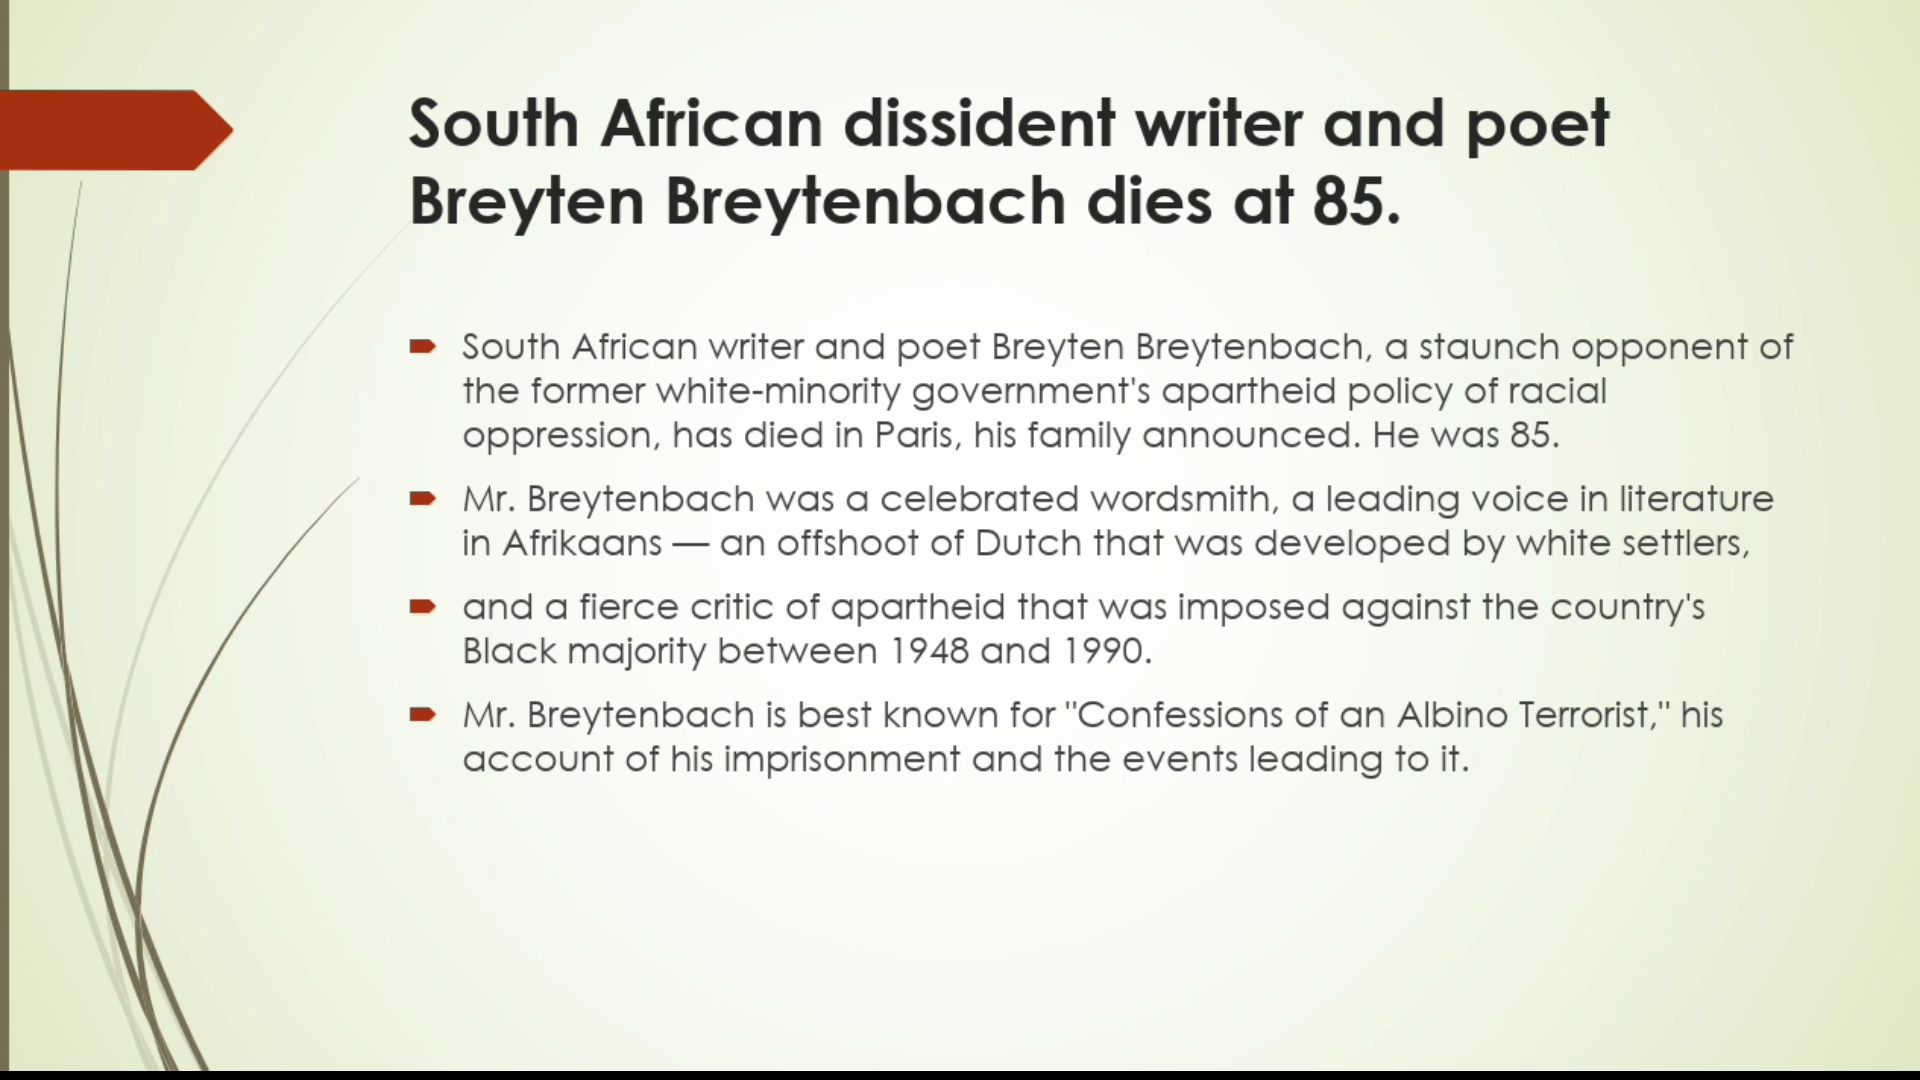 South African dissident writer and poet
Breyten Breytenbach dies at 85.
South African writer and poet Breyten Breytenbach, a staunch opponent of
the former white-minority government's apartheid policy of racial
oppression, has died in Paris, his family announced. He was 85.
Mr. Breytenbach was a celebrated wordsmith, a leading voice in literature
in Afrikaans — an offshoot of Dutch that was developed by white settlers,
and a fierce critic of apartheid that was imposed against the country's
Black majority between 1948 and 1990.
Mr. Breytenbach is best known for "Confessions of an Albino Terrorist," his
account of his imprisonment and the events leading to it.